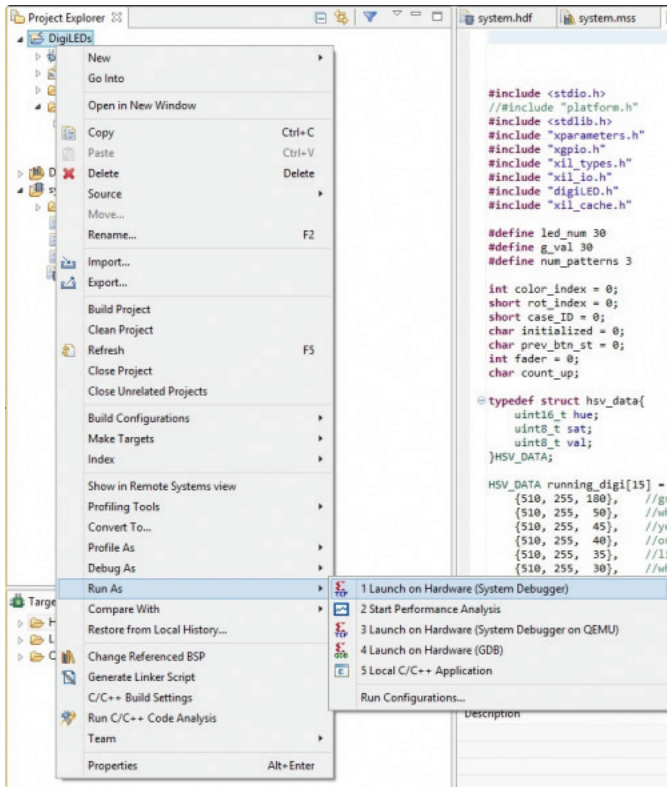 Project Explorer
DigiLEDs
D
sy
New
Go Into
Open in New Window
Copy Ctrl+C
Paste Ctrl+V
Delete Delete
Source
Move...
Rename... F2
Import...
Export...
Build Project
Clean Project
Refresh F5
Close Project
Close Unrelated Projects
Build Configurations
Make Targets
Index
Show in Remote Systems view
Profiling Tools
Convert To...
Profile As
Debug As
Run As
Compare With
Restore from Local History...
Change Referenced BSP
Generate Linker Script
C/C++ Build Settings
Run C/C++ Code Analysis
Team
Properties Alt+Enter
Targe
H
L
C
1 Launch on Hardware (System Debugger)
2 Start Performance Analysis
3 Launch on Hardware (System Debugger on QEMU)
4 Launch on Hardware (GDB)
5 Local C/C++ Application
Run Configurations...
system.hdf system.mss
#include <stdio.h>
//#include "platform.h"
#include <stdlib.h>
#include "xparameters.h"
#include "xgpio.h"
#include "xil_types.h"
#include "xil_io.h"
#include "digiLED.h"
#include "xil_cache.h"
#define led_num 30
#define g_val 30
#define num_patterns 3
int color_index = 0;
short rot_index = 0;
short case_ID = 0;
char initialized = 0;
char prev_btn_st = 0;
int fader = 0;
char count_up;
typedef struct hsv_data{
uint16_t hue;
uint8_t sat;
uint8_t val;
}HSV_DATA;
HSV_DATA running_digi[15] =
{510, 255, 180}, //g
{510, 255, 50}, //wh
{510, 255, 45}, //ye
{510, 255, 40}, //o
{510, 255, 35}, //li
{510, 255, 30}, //wh
Description